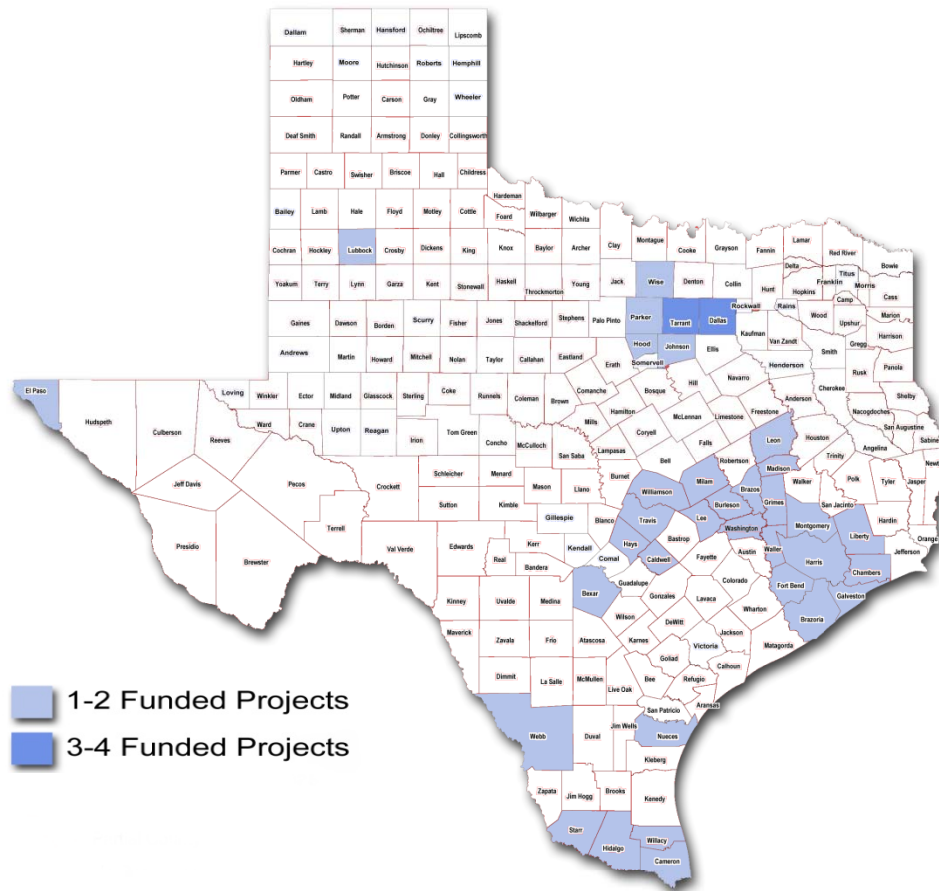 Dallam
Sherman
Hansford
Ochiltree
Lipscomb
Hartley
Moore
Hutchinson
Roberts
Hemphill
Oldham
Potter
Carson
Gray
Wheeler
Deaf Smith
Randall
Armstrong
Donley
Collingsworth
Parmer
Castro
Swisher
Briscoe
Hall
Childress
Hardeman
Bailey
Lamb
Hale
Floyd
Motley
Cottle
Foard
Wilbarger
Wichita
Cochran
Hockley
Lubbock
Crosby
Dickens
King
Knox
Baylor
Archer
Clay
Montague
Cooke
Grayson
Fannin
Lamar
Red River
Bowie
Yoakum
Terry
Lynn
Garza
Kent
Stonewall
Haskell
Throckmorton
Young
Jack
Wise
Denton
Collin
Hunt
Delta
Hopkins
Franklin
Titus
Morris
Cass
Camp
Marion
Gaines
Dawson
Borden
Scurry
Fisher
Jones
Shackelford
Stephens
Palo Pinto
Parker
Tarrant
Dallas
Rockwall
Rains
Wood
Upshur
Harrison
Kaufman
Van Zandt
Gregg
Andrews
Martin
Howard
Mitchell
Nolan
Taylor
Callahan
Eastland
Erath
Hood
Johnson
Somervell
Ellis
Henderson
Smith
Rusk
Panola
El Paso
Hudspeth
Culberson
Reeves
Loving
Winkler
Ector
Midland
Glasscock
Sterling
Coke
Runnels
Coleman
Brown
Comanche
Bosque
Hill
Navarro
Anderson
Cherokee
Shelby
Ward
Crane
Upton
Reagan
Irion
Tom Green
Concho
McCulloch
San Saba
Mills
Hamilton
Coryell
McLennan
Limestone
Freestone
Nacogdoches
San Augustine
Sabine
Lampasas
Bell
Falls
Leon
Houston
Trinity
Angelina
Newt
Jeff Davis
Pecos
Crockett
Schleicher
Menard
Mason
Llano
Burnet
Williamson
Milam
Robertson
Brazos
Madison
Walker
Polk
Tyler
Jasper
Presidio
Brewster
Terrell
Sutton
Kimble
Gillespie
Blanco
Travis
Lee
Burleson
Grimes
San Jacinto
Hardin
Montgomery
Liberty
Orange
Val Verde
Edwards
Real
Kerr
Bandera
Kendall
Comal
Hays
Caldwell
Bastrop
Fayette
Washington
Austin
Waller
Harris
Chambers
Jefferson
Kinney
Uvalde
Medina
Bexar
Guadalupe
Gonzales
Lavaca
Colorado
Fort Bend
Galveston
Brazoria
Wharton
Maverick
Zavala
Frio
Atascosa
Wilson
Karnes
DeWitt
Jackson
Matagorda
Victoria
Goliad
Calhoun
Dimmit
La Salle
McMullen
Live Oak
Bee
Refugio
Aransas
San Patricio
1-2 Funded Projects
3-4 Funded Projects
Webb
Duval
Jim Wells
Nueces
Kleberg
Zapata
Jim Hogg
Brooks
Kenedy
Starr
Hidalgo
Willacy
Cameron